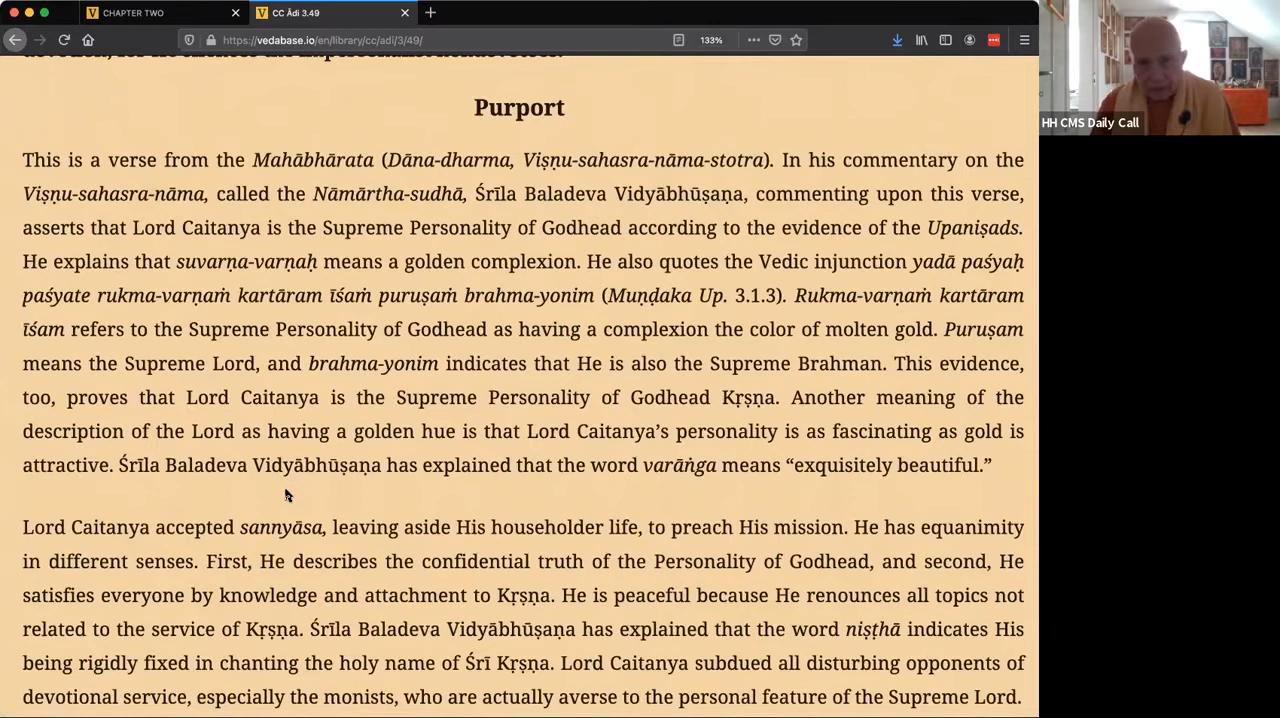 CHAPTER TWO
CC Ādi 3.49
https://vedabase.io/en/library/cc/adi/3/49/
133%
HH CMS Daily Call
Purport
This is a verse from the Mahābhārata (Dāna-dharma, Viṣṇu-sahasra-nāma-stotra). In his commentary on the
Viṣṇu-sahasra-nāma, called the Nāmārtha-sudhā, Śrīla Baladeva Vidyābhūṣaṇa, commenting upon this verse,
asserts that Lord Caitanya is the Supreme Personality of Godhead according to the evidence of the Upaniṣads.
He explains that suvarṇa-varṇaḥ means a golden complexion. He also quotes the Vedic injunction yadā paśyaḥ
paśyate rukma-varṇaṁ kartāram īśaṁ puruṣaṁ brahma-yonim (Muṇḍaka Up. 3.1.3). Rukma-varṇaṁ kartāram
īśam refers to the Supreme Personality of Godhead as having a complexion the color of molten gold. Puruṣam
means the Supreme Lord, and brahma-yonim indicates that He is also the Supreme Brahman. This evidence,
too, proves that Lord Caitanya is the Supreme Personality of Godhead Kṛṣṇa. Another meaning of the
description of the Lord as having a golden hue is that Lord Caitanya’s personality is as fascinating as gold is
attractive. Śrīla Baladeva Vidyābhūṣaṇa has explained that the word varāṅga means “exquisitely beautiful.”
Lord Caitanya accepted sannyāsa, leaving aside His householder life, to preach His mission. He has equanimity
in different senses. First, He describes the confidential truth of the Personality of Godhead, and second, He
satisfies everyone by knowledge and attachment to Kṛṣṇa. He is peaceful because He renounces all topics not
related to the service of Kṛṣṇa. Śrīla Baladeva Vidyābhūṣaṇa has explained that the word niṣṭhā indicates His
being rigidly fixed in chanting the holy name of Śrī Kṛṣṇa. Lord Caitanya subdued all disturbing opponents of
devotional service, especially the monists, who are actually averse to the personal feature of the Supreme Lord.